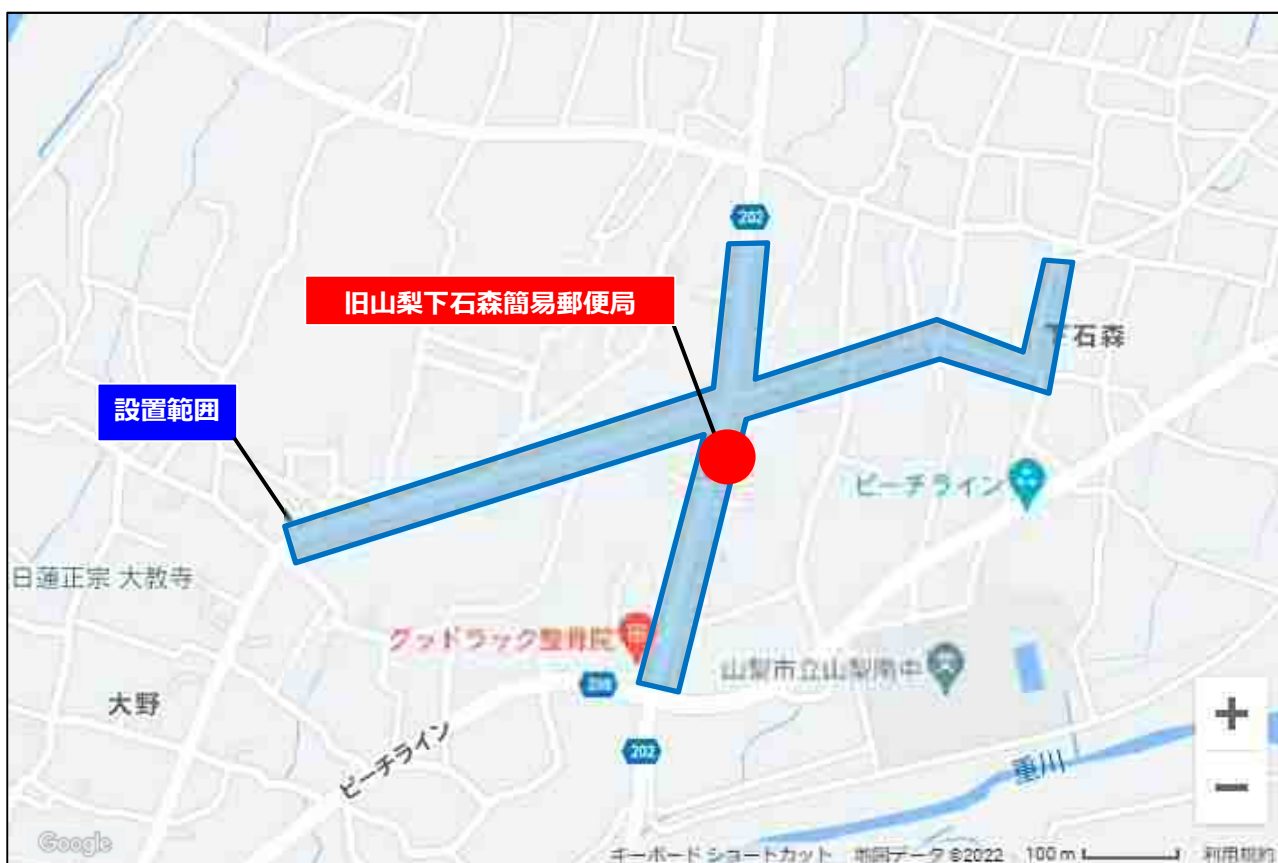 202
旧山梨下石森簡易郵便局
下石森
設置範囲
ピーチライン
日蓮正宗 大教寺
グッドラック整骨院
山梨市立山梨南中
大野
202
ピーチライン
重川
+
−
Google
キーボード ショートカット 地図データ ©2022 100 m 利用規約